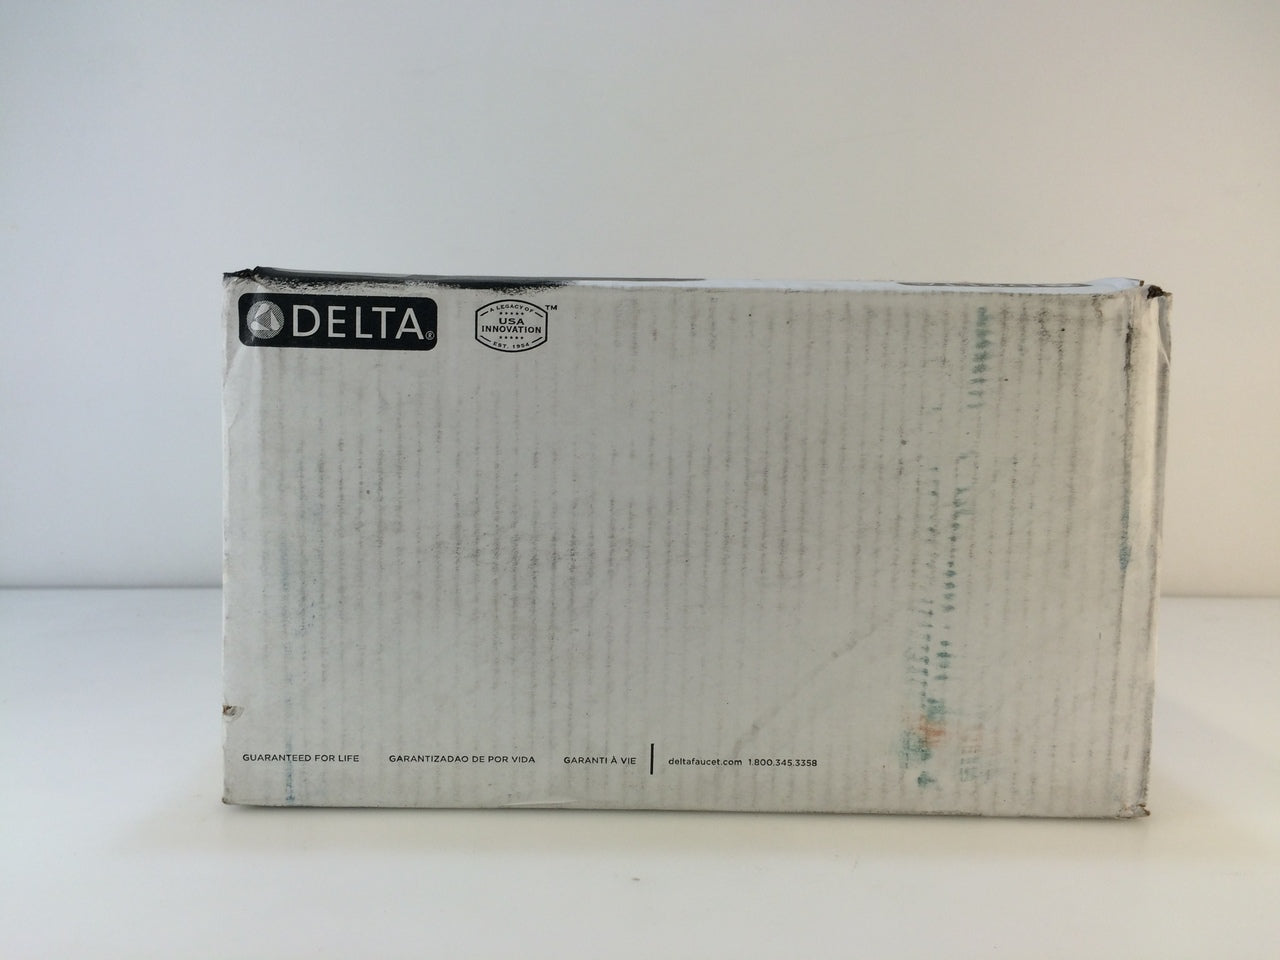 DELTA®
A LEGACY OF
USA
INNOVATION
EST. 1954
™
GUARANTEED FOR LIFE GARANTIZADAO DE POR VIDA GARANTI À VIE | deltafaucet.com 1.800.345.3358